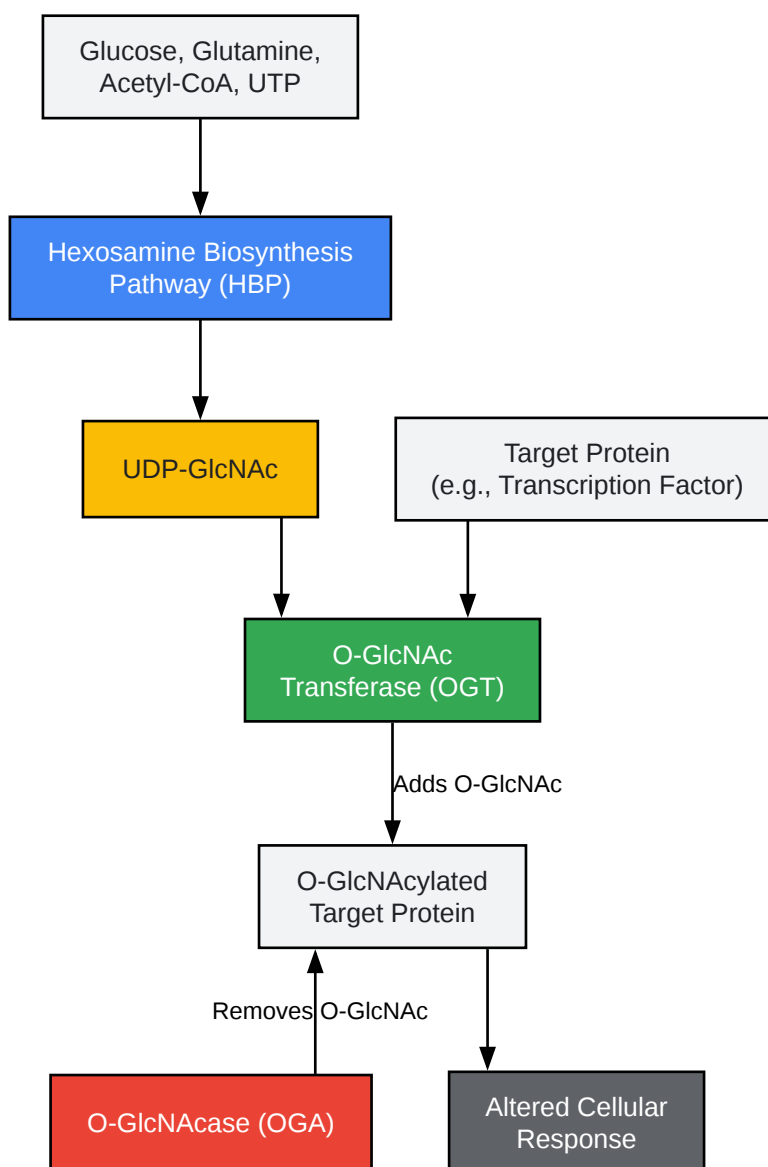 Glucose, Glutamine,
Acetyl-CoA, UTP
Hexosamine Biosynthesis
Pathway (HBP)
UDP-GlcNAc
Target Protein
(e.g., Transcription Factor)
O-GlcNAc
Transferase (OGT)
Adds O-GlcNAc
O-GlcNAcylated
Target Protein
Removes O-GlcNAc
O-GlcNAcase (OGA)
Altered Cellular
Response